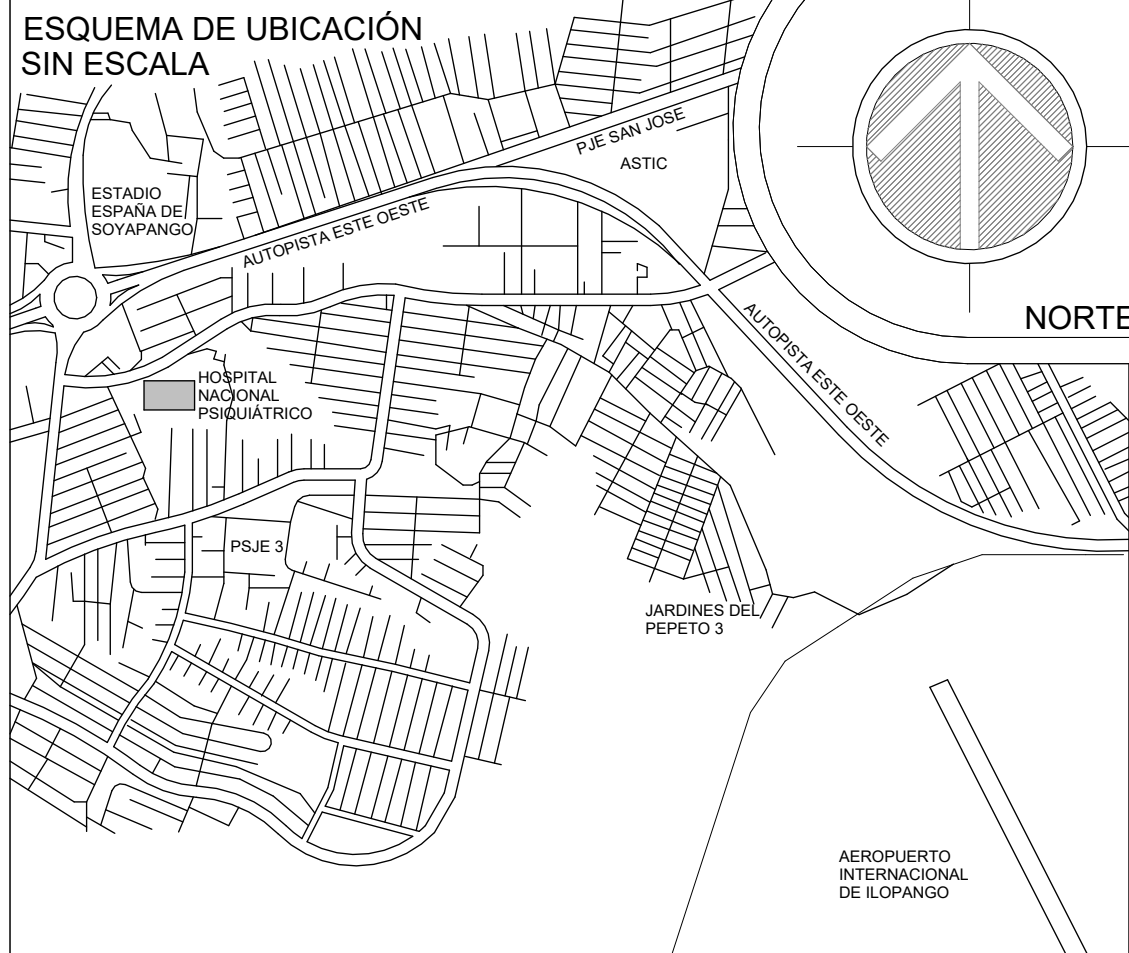 ESQUEMA DE UBICACIÓN
SIN ESCALA
PJE SAN JOSE
ASTIC
ESTADIO
ESPAÑA DE
SOYAPANGO
AUTOPISTA ESTE OESTE
NORTE
AUTOPISTA ESTE OESTE
HOSPITAL
NACIONAL
PSIQUIÁTRICO
PSJE 3
JARDINES DEL
PEPETO 3
AEROPUERTO
INTERNACIONAL
DE ILOPANGO